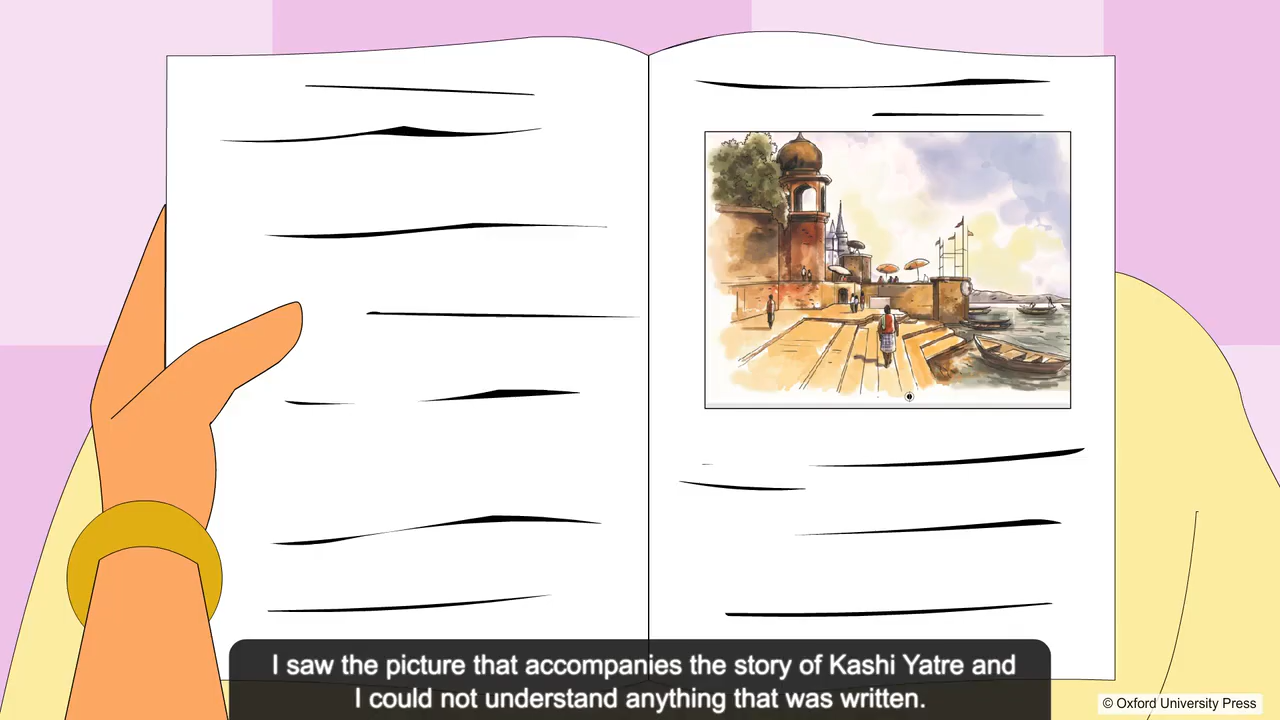 I saw the picture that accompanies the story of Kashi Yatre and
I could not understand anything that was written.
© Oxford University Press